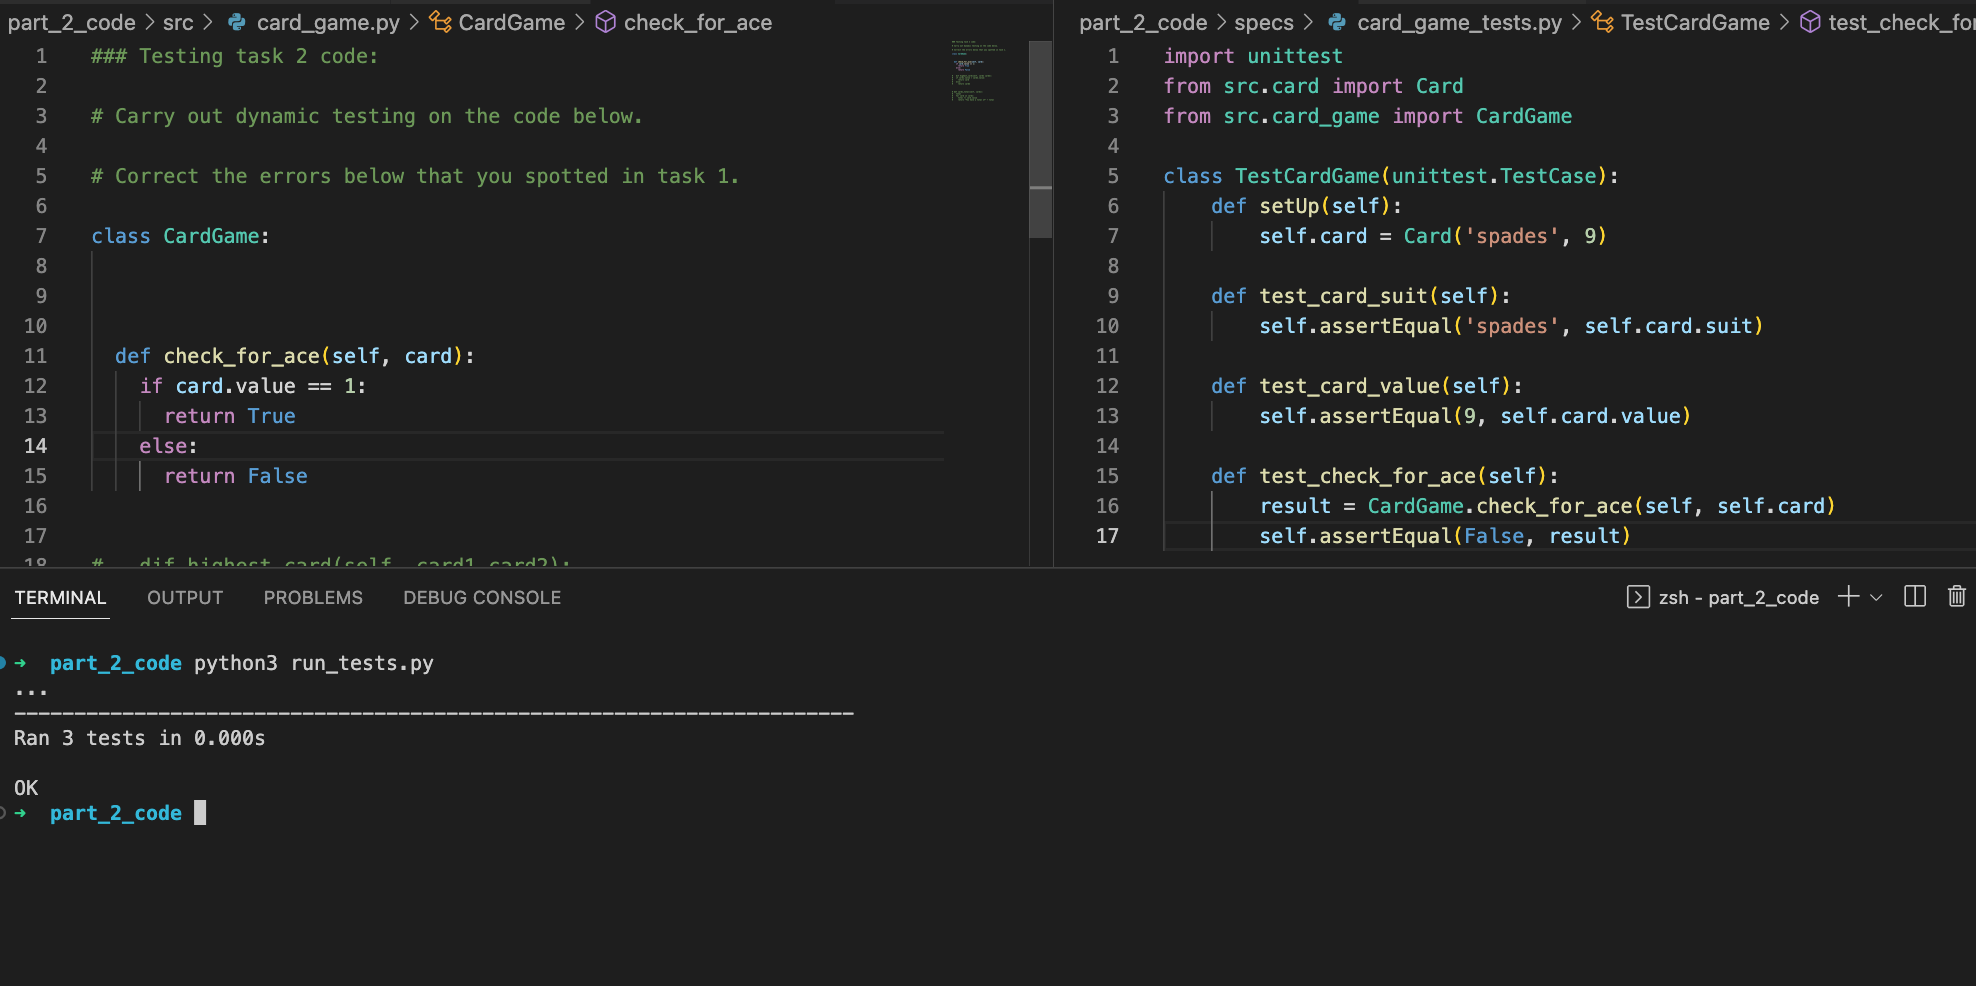 part_2_code > src > card_game.py > CardGame > check_for_ace
1 ### Testing task 2 code:
2
3 # Carry out dynamic testing on the code below.
4
5 # Correct the errors below that you spotted in task 1.
6
7 class CardGame:
8
9
10
11 def check_for_ace(self, card):
12 if card.value == 1:
13 return True
14 else:
15 return False
16
17
18 # dif highest_card(self, card1 card2):
part_2_code > specs > card_game_tests.py > TestCardGame > test_check_for
1 import unittest
2 from src.card import Card
3 from src.card_game import CardGame
4
5 class TestCardGame(unittest.TestCase):
6 def setUp(self):
7 self.card = Card('spades', 9)
8
9 def test_card_suit(self):
10 self.assertEqual('spades', self.card.suit)
11
12 def test_card_value(self):
13 self.assertEqual(9, self.card.value)
14
15 def test_check_for_ace(self):
16 result = CardGame.check_for_ace(self, self.card)
17 self.assertEqual(False, result)
TERMINAL OUTPUT PROBLEMS DEBUG CONSOLE
zsh - part_2_code
→ part_2_code python3 run_tests.py
...
----------------------------------------------------------------------
Ran 3 tests in 0.000s
OK
→ part_2_code